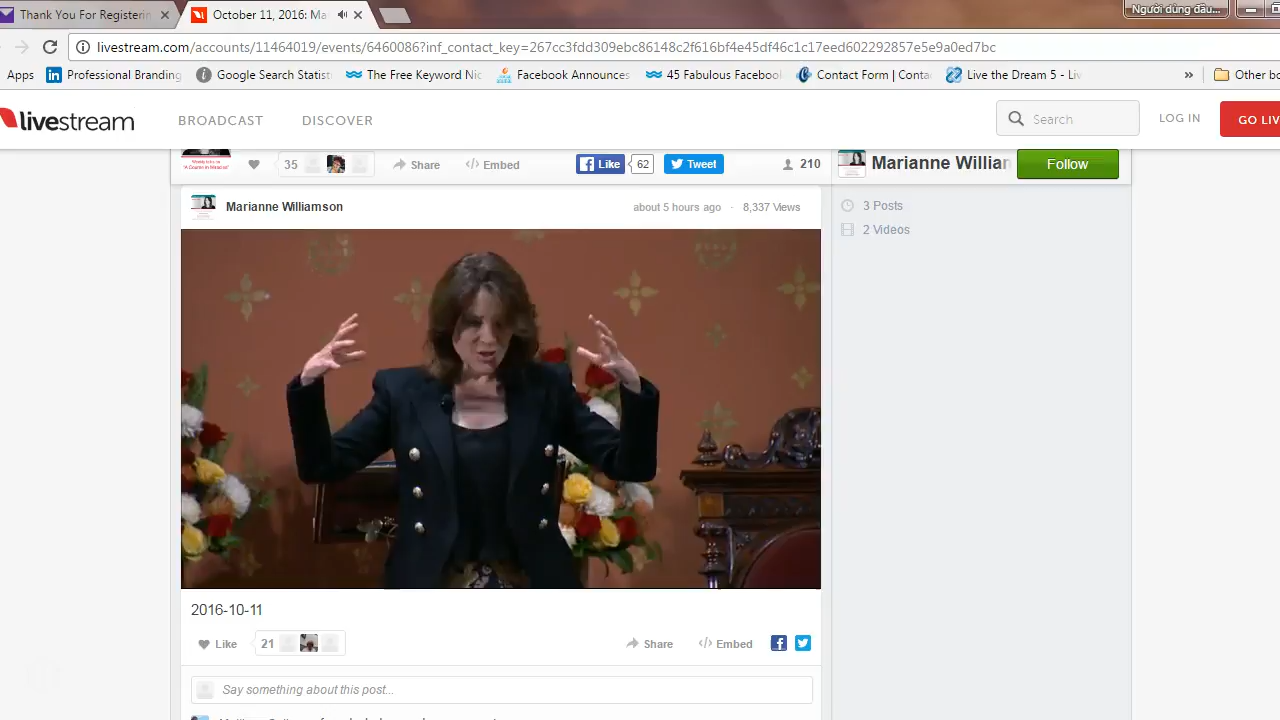 Thank You For Registerin
October 11, 2016: Ma
Người dùng đầu...
livestream.com/accounts/11464019/events/6460086?inf_contact_key=267cc3fdd309ebc86148c2f616bf4e45df46c1c17eed602292857e5e9a0ed7bc
Apps
Professional Branding
Google Search Statist
The Free Keyword Nic
Facebook Announces
45 Fabulous Facebook
Contact Form | Conta
Live the Dream 5 - Liv
»
Other bo
livestream
BROADCAST
DISCOVER
Search
LOG IN
GO LIV
35
Share
</> Embed
Like
62
Tweet
210
Marianne Williar
Follow
Marianne Williamson
about 5 hours ago · 8,337 Views
3 Posts
2 Videos
2016-10-11
Like
21
Share
</> Embed
Say something about this post...